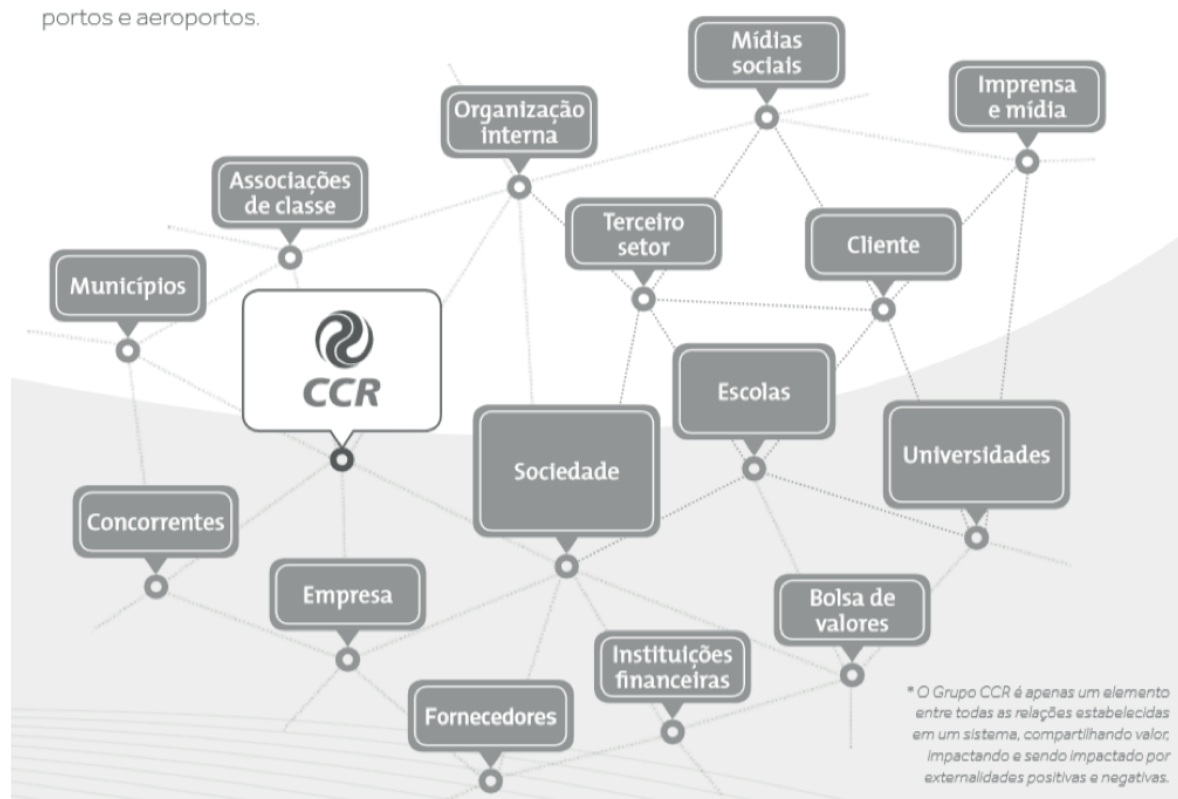 portos e aeroportos.
Mídias
sociais
Imprensa
e mídia
Organização
interna
Associações
de classe
Terceiro
setor
Cliente
Municípios
CCR
Escolas
Sociedade
Universidades
Concorrentes
Empresa
Bolsa de
valores
Instituições
financeiras
Fornecedores
* O Grupo CCR é apenas um elemento
entre todas as relações estabelecidas
em um sistema, compartilhando valor,
impactando e sendo impactado por
externalidades positivas e negativas.